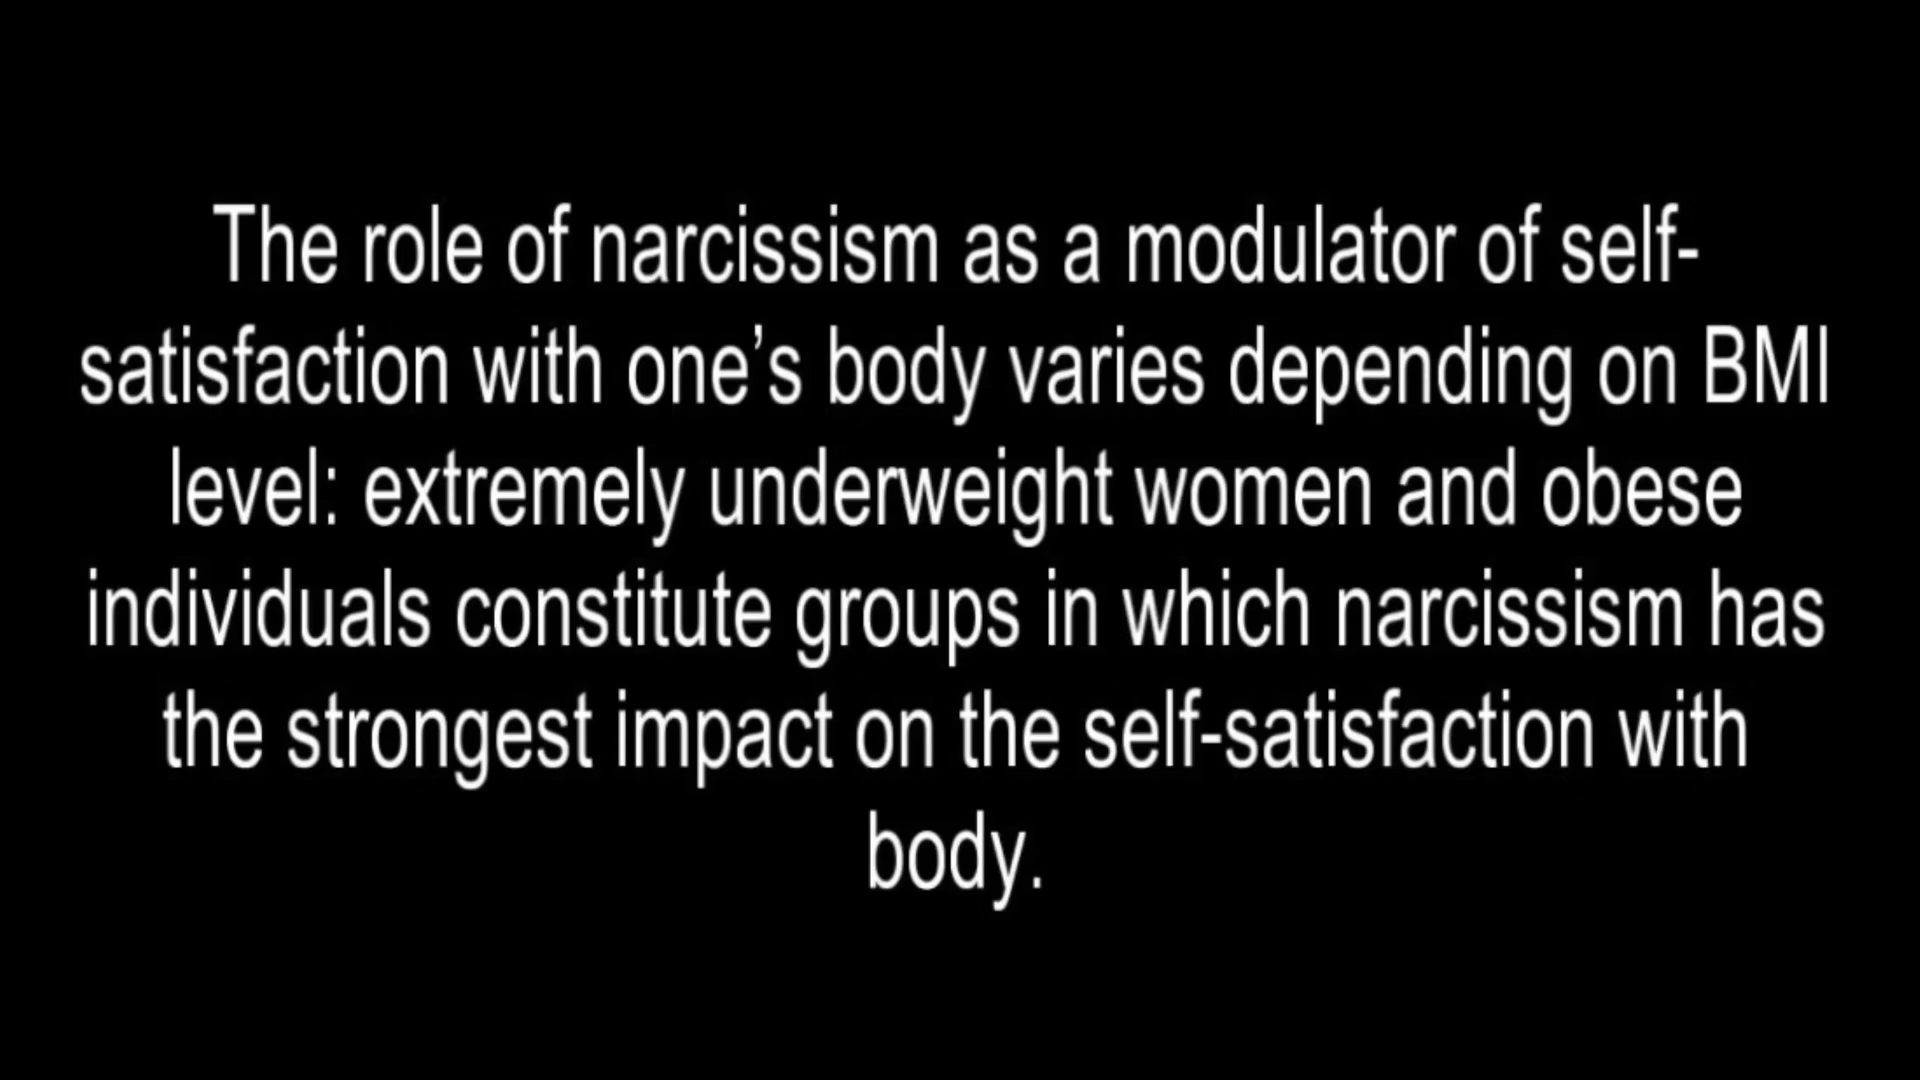 The role of narcissism as a modulator of self-
satisfaction with one’s body varies depending on BMI
level: extremely underweight women and obese
individuals constitute groups in which narcissism has
the strongest impact on the self-satisfaction with
body.